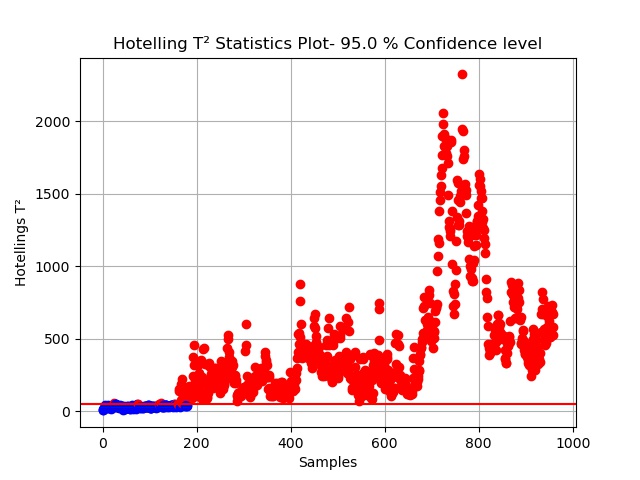 Hotelling T² Statistics Plot- 95.0 % Confidence level
Hotellings T²
2000
1500
1000
500
0
0 200 400 600 800 1000
Samples